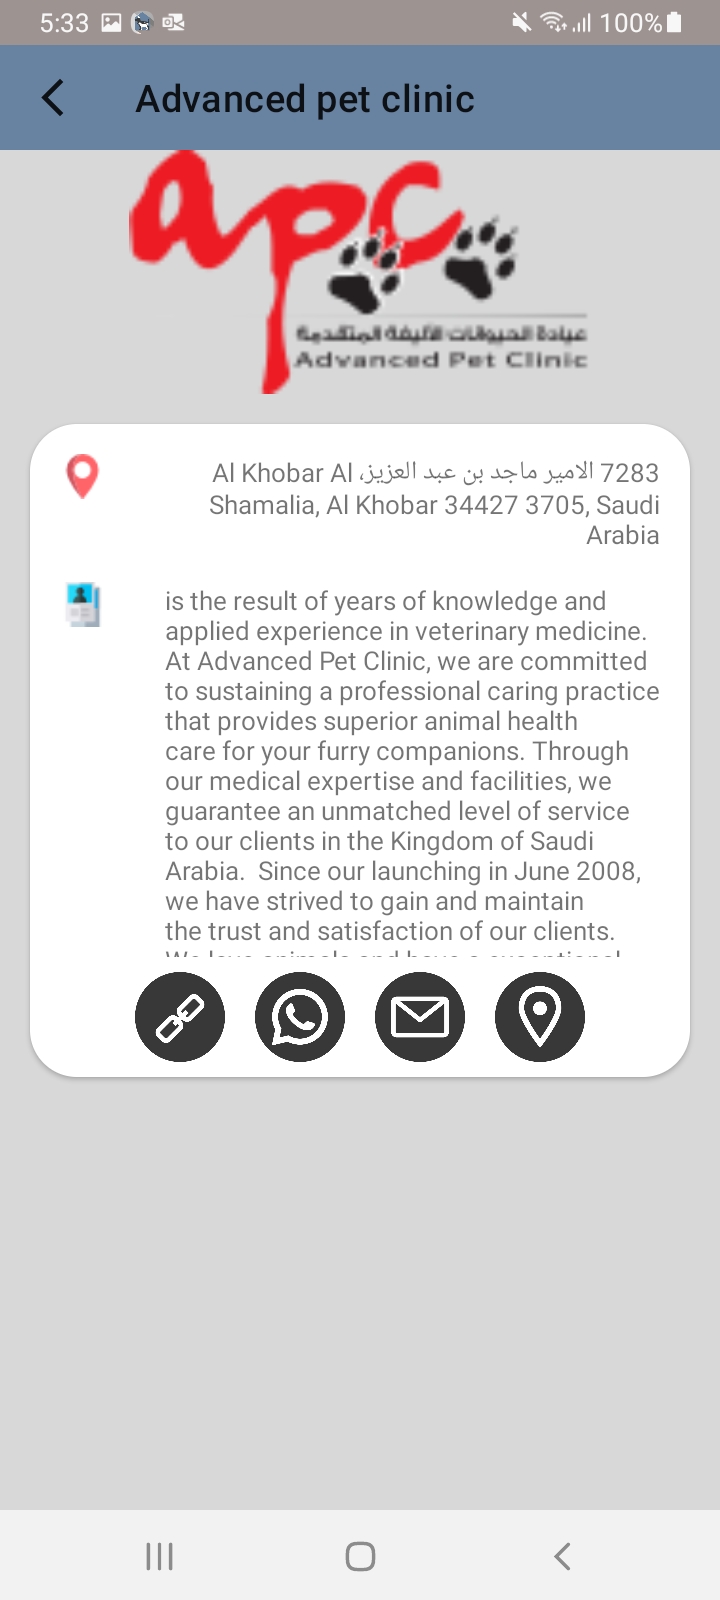 5:33
100%
Advanced pet clinic
apc
عيادة الحيوانات الأليفة المتقدمة
Advanced Pet Clinic
7283 الامير ماجد بن عبد العزيز، Al Khobar Al
Shamalia, Al Khobar 34427 3705, Saudi
Arabia
is the result of years of knowledge and
applied experience in veterinary medicine.
At Advanced Pet Clinic, we are committed
to sustaining a professional caring practice
that provides superior animal health
care for your furry companions. Through
our medical expertise and facilities, we
guarantee an unmatched level of service
to our clients in the Kingdom of Saudi
Arabia.  Since our launching in June 2008,
we have strived to gain and maintain
the trust and satisfaction of our clients.